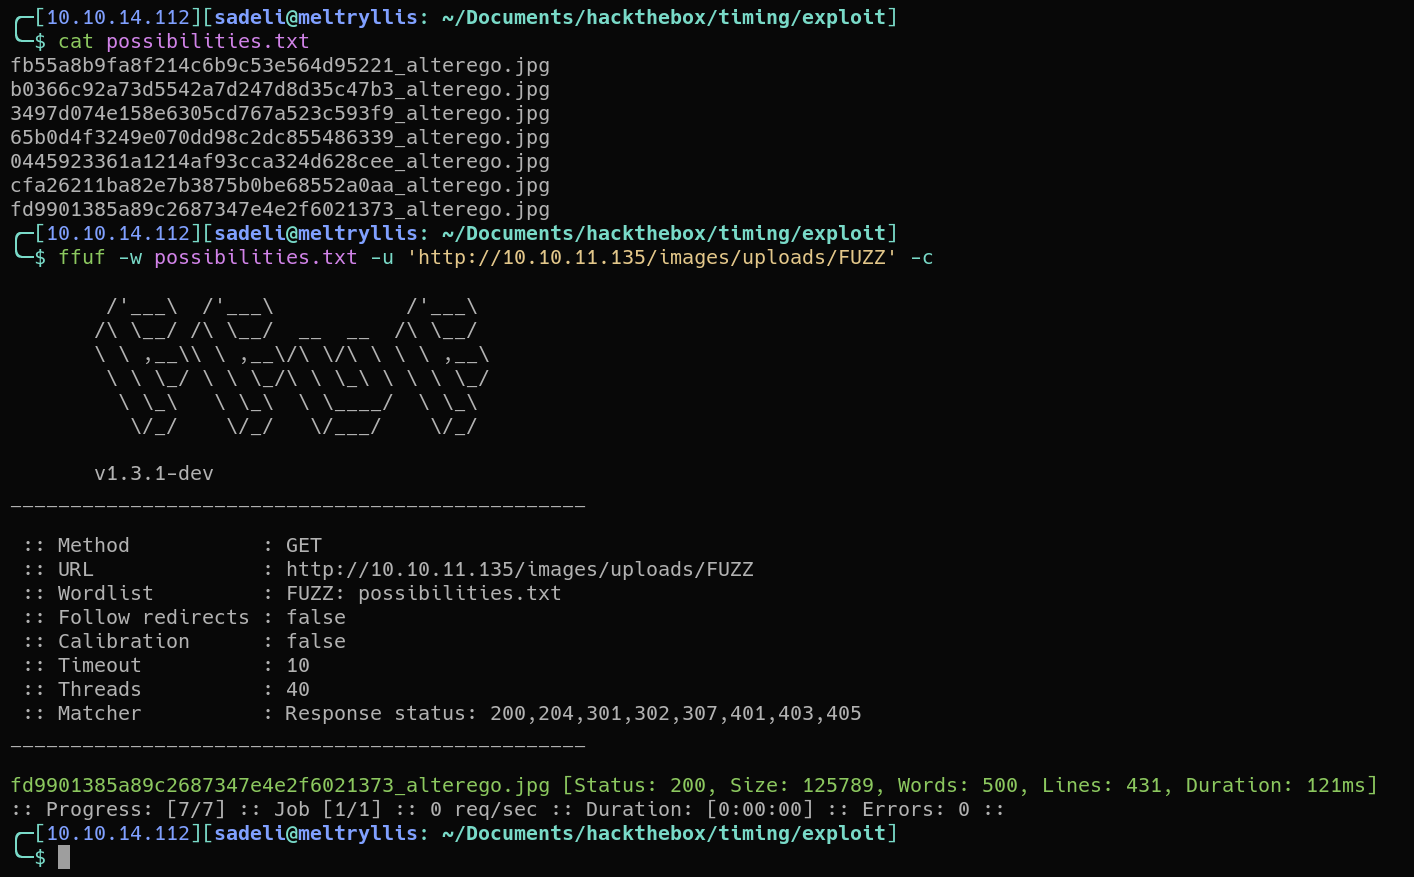 ┌─[10.10.14.112][sadeli@meltryllis: ~/Documents/hackthebox/timing/exploit]
└─$ cat possibilities.txt
fb55a8b9fa8f214c6b9c53e564d95221_alterego.jpg
b0366c92a73d5542a7d247d8d35c47b3_alterego.jpg
3497d074e158e6305cd767a523c593f9_alterego.jpg
65b0d4f3249e070dd98c2dc855486339_alterego.jpg
0445923361a1214af93cca324d628cee_alterego.jpg
cfa26211ba82e7b3875b0be68552a0aa_alterego.jpg
fd9901385a89c2687347e4e2f6021373_alterego.jpg
┌─[10.10.14.112][sadeli@meltryllis: ~/Documents/hackthebox/timing/exploit]
└─$ ffuf -w possibilities.txt -u 'http://10.10.11.135/images/uploads/FUZZ' -c

        /'___\  /'___\           /'___\
       /\ \__/ /\ \__/  __  __  /\ \__/
       \ \ ,__\\ \ ,__\/\ \/\ \ \ \ ,__\
        \ \ \_/ \ \ \_/\ \ \_\ \ \ \ \_/
         \ \_\   \ \_\  \ \____/  \ \_\
          \/_/    \/_/   \/___/    \/_/

       v1.3.1-dev
________________________________________________

 :: Method           : GET
 :: URL              : http://10.10.11.135/images/uploads/FUZZ
 :: Wordlist         : FUZZ: possibilities.txt
 :: Follow redirects : false
 :: Calibration      : false
 :: Timeout          : 10
 :: Threads          : 40
 :: Matcher          : Response status: 200,204,301,302,307,401,403,405
________________________________________________

fd9901385a89c2687347e4e2f6021373_alterego.jpg [Status: 200, Size: 125789, Words: 500, Lines: 431, Duration: 121ms]
:: Progress: [7/7] :: Job [1/1] :: 0 req/sec :: Duration: [0:00:00] :: Errors: 0 ::
┌─[10.10.14.112][sadeli@meltryllis: ~/Documents/hackthebox/timing/exploit]
└─$